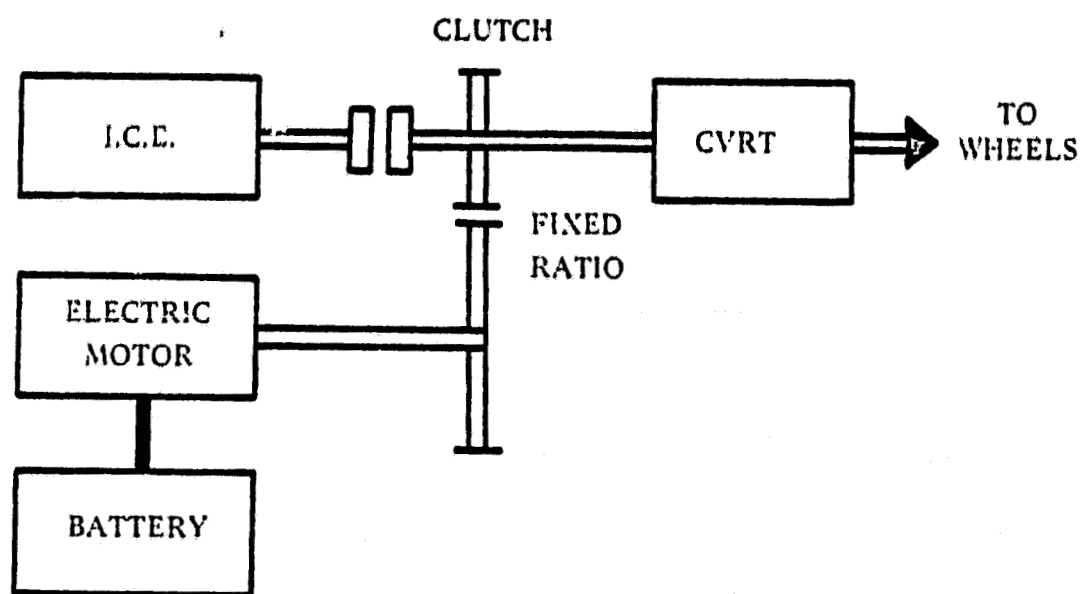 CLUTCH
I.C.E.
CVRT
TO
WHEELS
FIXED
RATIO
ELECTRIC
MOTOR
BATTERY